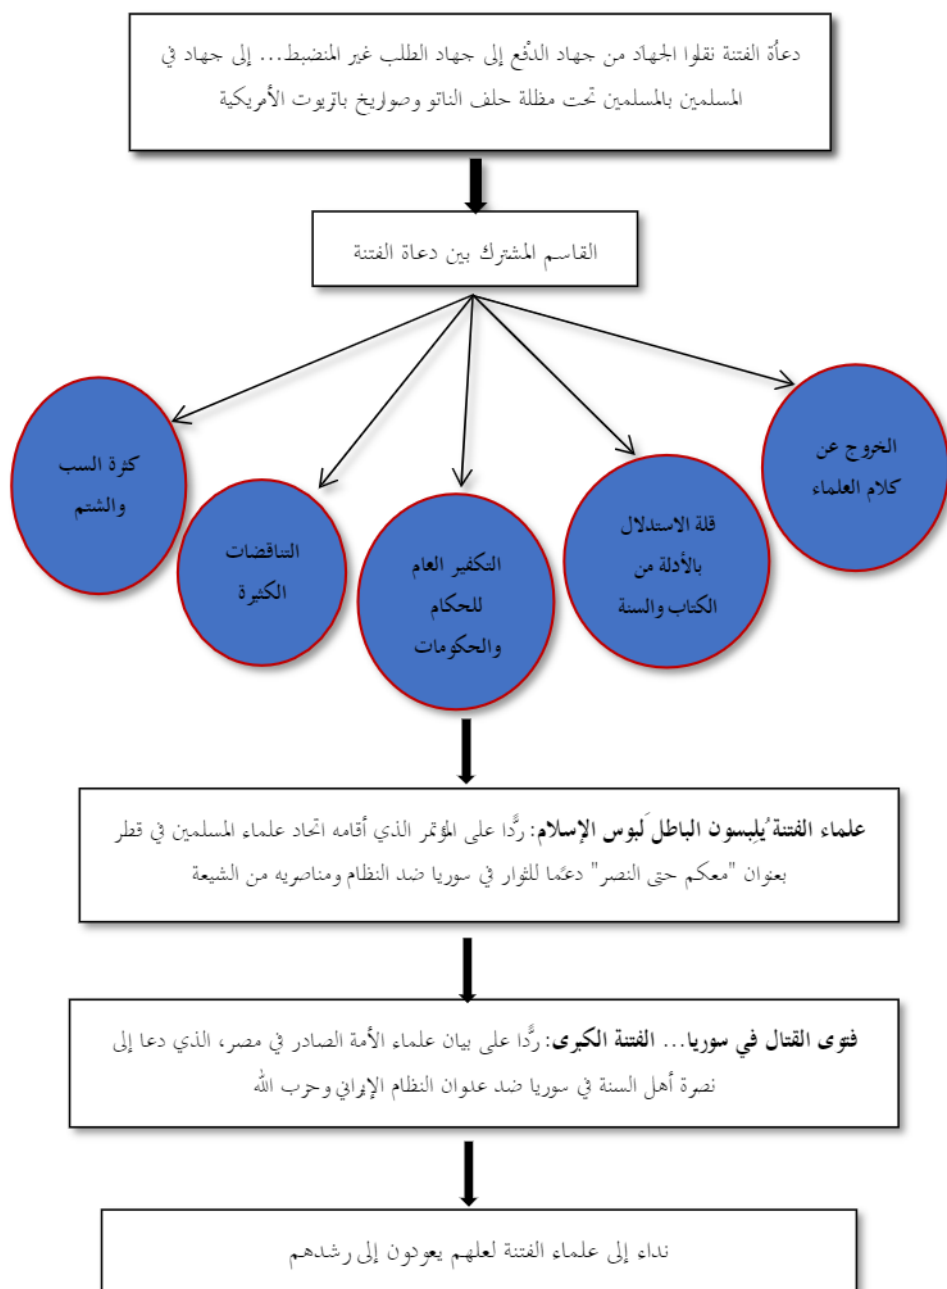 دعاُة الفتنة نقلوا الجهاَد من جهاد الدْفع إلى جهاد الطلب غير المنضبط... إلى جهاد في
المسلمين بالمسلمين تحت مظلة حلف الناتو وصواريخ باتريوت الأمريكية
القاسم المشترك بين دعاة الفتنة
الخروج عن
كلام العلماء
قلة الاستدلال
بالأدلة من
الكتاب والسنة
التكفير العام
للحكام
والحكومات
التناقضات
الكثيرة
كثرة السب
والشتم
علماء الفتنة ُيلِبسون الباطل َلبوس الإسلام: ردًّا على المؤتمر الذي أقامه اتحاد علماء المسلمين في قطر
بعنوان "معكم حتى النصر" دعمًا للثوار في سوريا ضد النظام ومناصريه من الشيعة
فتوى القتال في سوريا... الفتنة الكبرى: ردًّا على بيان علماء الأمة الصادر في مصر، الذي دعا إلى
نصرة أهل السنة في سوريا ضد عدوان النظام الإيراني وحزب الله
نداء إلى علماء الفتنة لعلهم يعودون إلى رشدهم